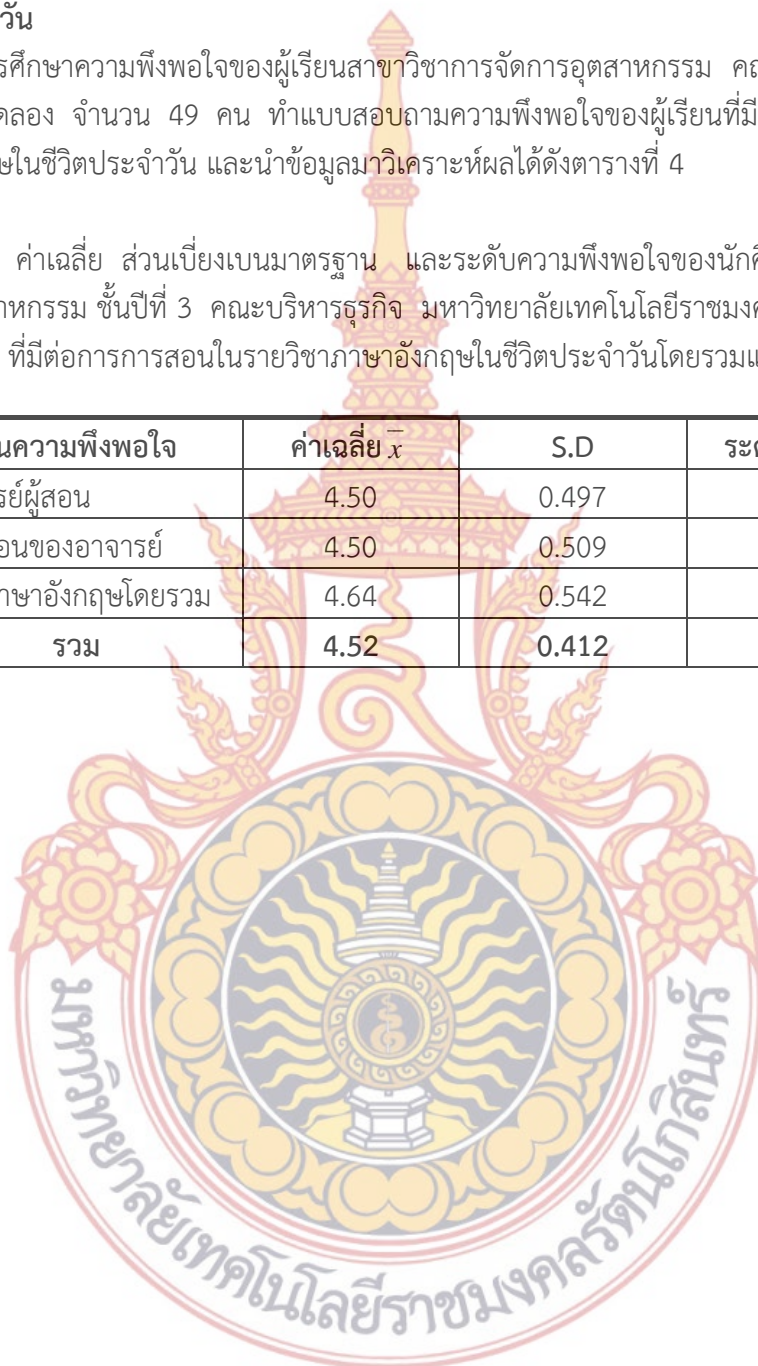 วัน
รศึกษาความพึงพอใจของผู้เรียนสาขาวิชาการจัดการอุตสาหกรรม คณ
ดลอง จำนวน 49 คน ทำแบบสอบถามความพึงพอใจของผู้เรียนที่มี
ษในชีวิตประจำวัน และนำข้อมูลมาวิเคราะห์ผลได้ดังตารางที่ 4
ค่าเฉลี่ย ส่วนเบี่ยงเบนมาตรฐาน และระดับความพึงพอใจของนักศึ
าหกรรม ชั้นปีที่ 3 คณะบริหารธุรกิจ มหาวิทยาลัยเทคโนโลยีราชมงค
ที่มีต่อการการสอนในรายวิชาภาษาอังกฤษในชีวิตประจำวันโดยรวมแ
นความพึงพอใจ ค่าเฉลี่ย x̄ S.D ระด
รย์ผู้สอน 4.50 0.497
อนของอาจารย์ 4.50 0.509
าษาอังกฤษโดยรวม 4.64 0.542
รวม 4.52 0.412
มหาวิทยาลัยเทคโนโลยีราชมงคลรัตนโกสินทร์